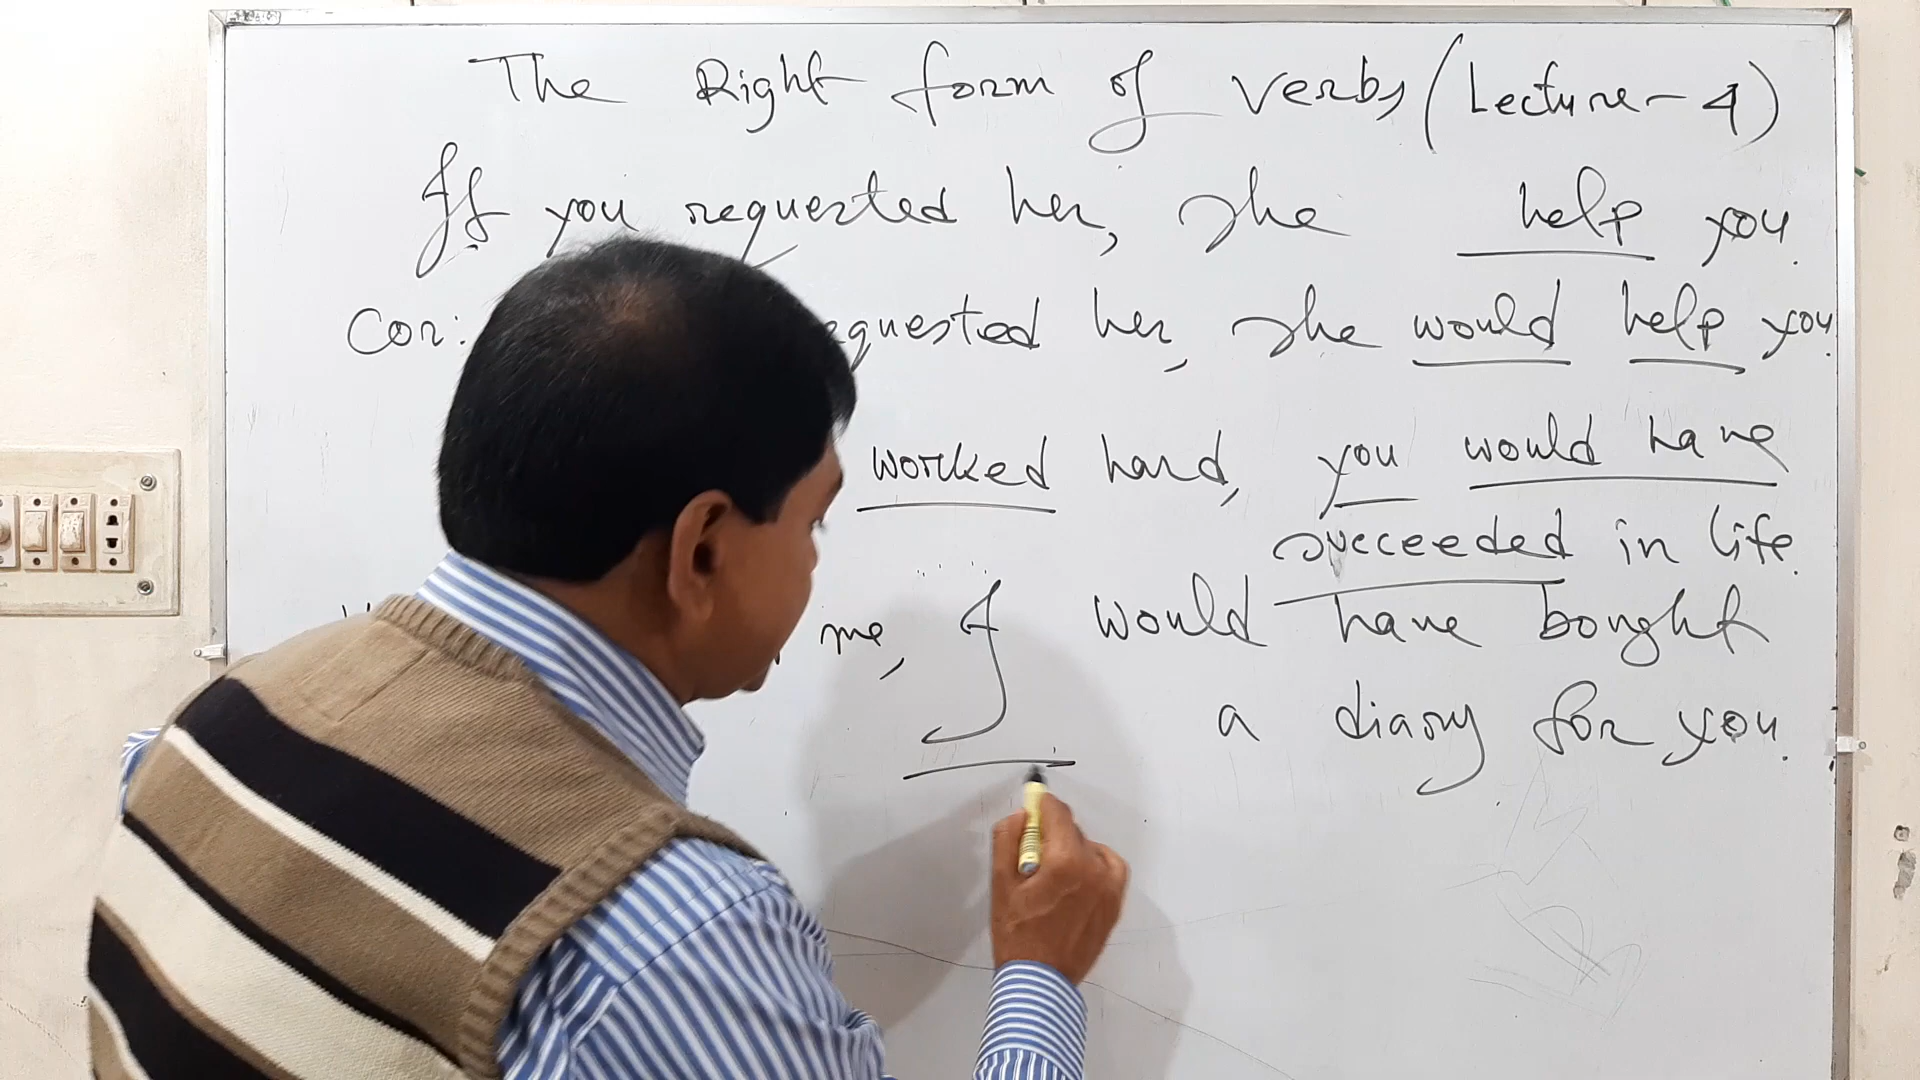 The Right form of verbs (Lecture-4)
If you requested her, she help you.
Cor: requested her, she would help you.
worked hard, you would have
succeeded in life.
me, I would have bought
a diary for you.